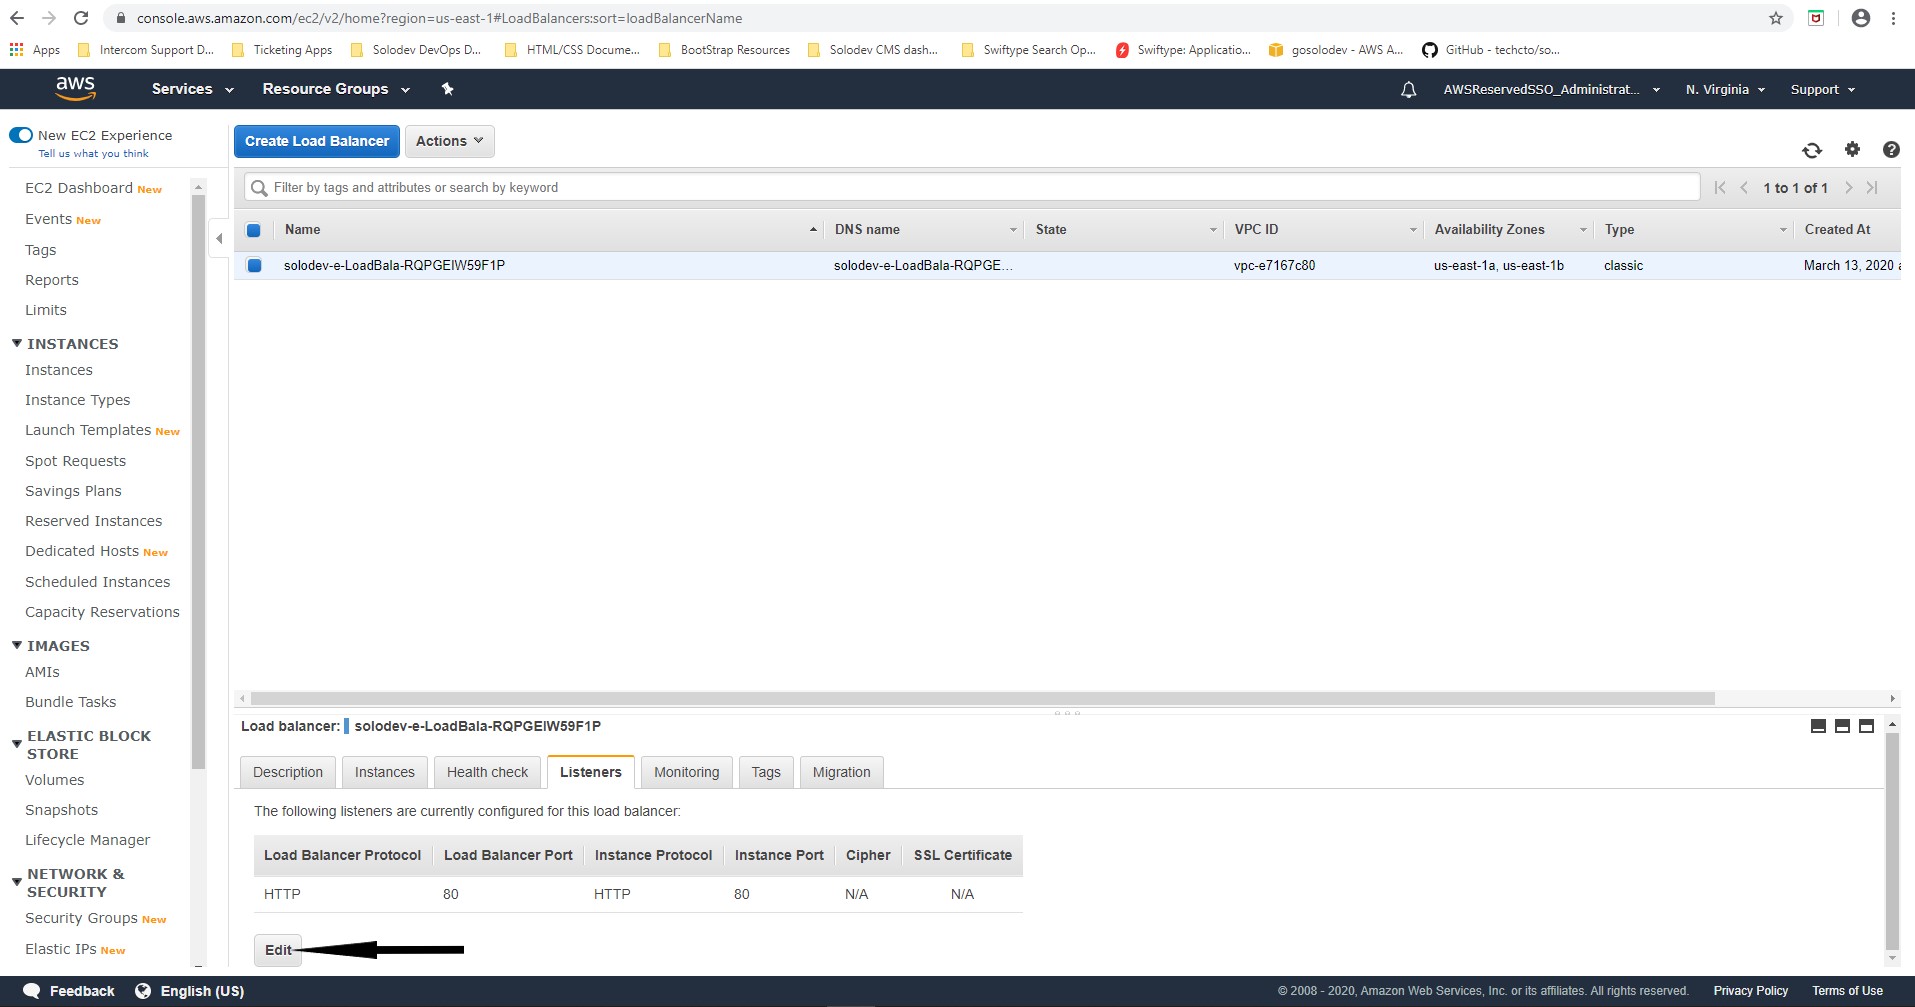 console.aws.amazon.com/ec2/v2/home?region=us-east-1#LoadBalancers:sort=loadBalancerName
Apps Intercom Support D... Ticketing Apps Solodev DevOps D... HTML/CSS Docume... BootStrap Resources Solodev CMS dash... Swiftype Search Op... Swiftype: Applicatio... gosolodev - AWS A... GitHub - techcto/so...
aws Services Resource Groups AWSReservedSSO_Administrat... N. Virginia Support
New EC2 Experience
Tell us what you think
EC2 Dashboard New
Events New
Tags
Reports
Limits
INSTANCES
Instances
Instance Types
Launch Templates New
Spot Requests
Savings Plans
Reserved Instances
Dedicated Hosts New
Scheduled Instances
Capacity Reservations
IMAGES
AMIs
Bundle Tasks
ELASTIC BLOCK
STORE
Volumes
Snapshots
Lifecycle Manager
NETWORK &
SECURITY
Security Groups New
Elastic IPs New
Create Load Balancer Actions
Filter by tags and attributes or search by keyword 1 to 1 of 1
Name DNS name State VPC ID Availability Zones Type Created At
solodev-e-LoadBala-RQPGEIW59F1P solodev-e-LoadBala-RQPGE... vpc-e7167c80 us-east-1a, us-east-1b classic March 13, 2020
Load balancer: solodev-e-LoadBala-RQPGEIW59F1P
Description Instances Health check Listeners Monitoring Tags Migration
The following listeners are currently configured for this load balancer:
Load Balancer Protocol Load Balancer Port Instance Protocol Instance Port Cipher SSL Certificate
HTTP 80 HTTP 80 N/A N/A
Edit
Feedback English (US) © 2008 - 2020, Amazon Web Services, Inc. or its affiliates. All rights reserved. Privacy Policy Terms of Use